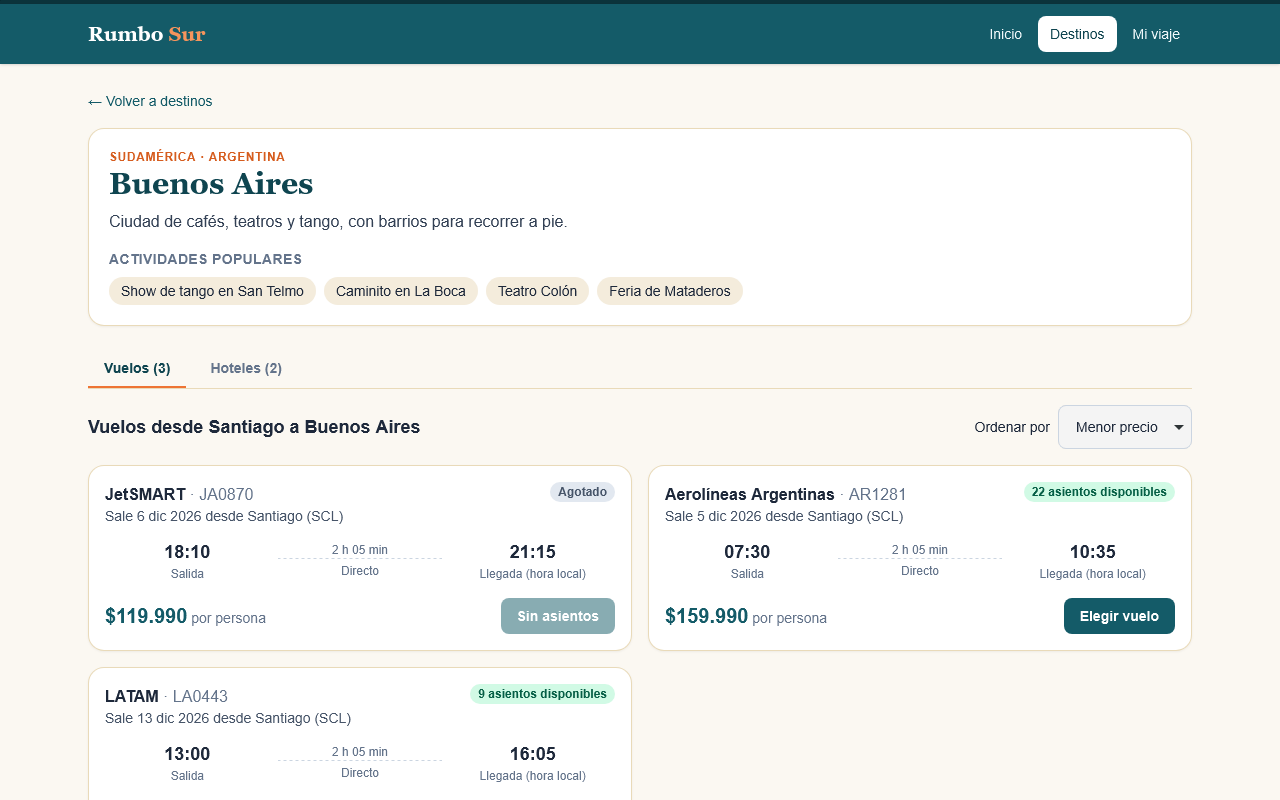 Rumbo Sur
Inicio
Destinos
Mi viaje
← Volver a destinos
SUDAMÉRICA · ARGENTINA
Buenos Aires
Ciudad de cafés, teatros y tango, con barrios para recorrer a pie.
ACTIVIDADES POPULARES
Show de tango en San Telmo
Caminito en La Boca
Teatro Colón
Feria de Mataderos
Vuelos (3)
Hoteles (2)
Vuelos desde Santiago a Buenos Aires
Ordenar por
Menor precio
JetSMART · JA0870
Agotado
Sale 6 dic 2026 desde Santiago (SCL)
18:10
Salida
2 h 05 min
Directo
21:15
Llegada (hora local)
$119.990 por persona
Sin asientos
Aerolíneas Argentinas · AR1281
22 asientos disponibles
Sale 5 dic 2026 desde Santiago (SCL)
07:30
Salida
2 h 05 min
Directo
10:35
Llegada (hora local)
$159.990 por persona
Elegir vuelo
LATAM · LA0443
9 asientos disponibles
Sale 13 dic 2026 desde Santiago (SCL)
13:00
Salida
2 h 05 min
Directo
16:05
Llegada (hora local)